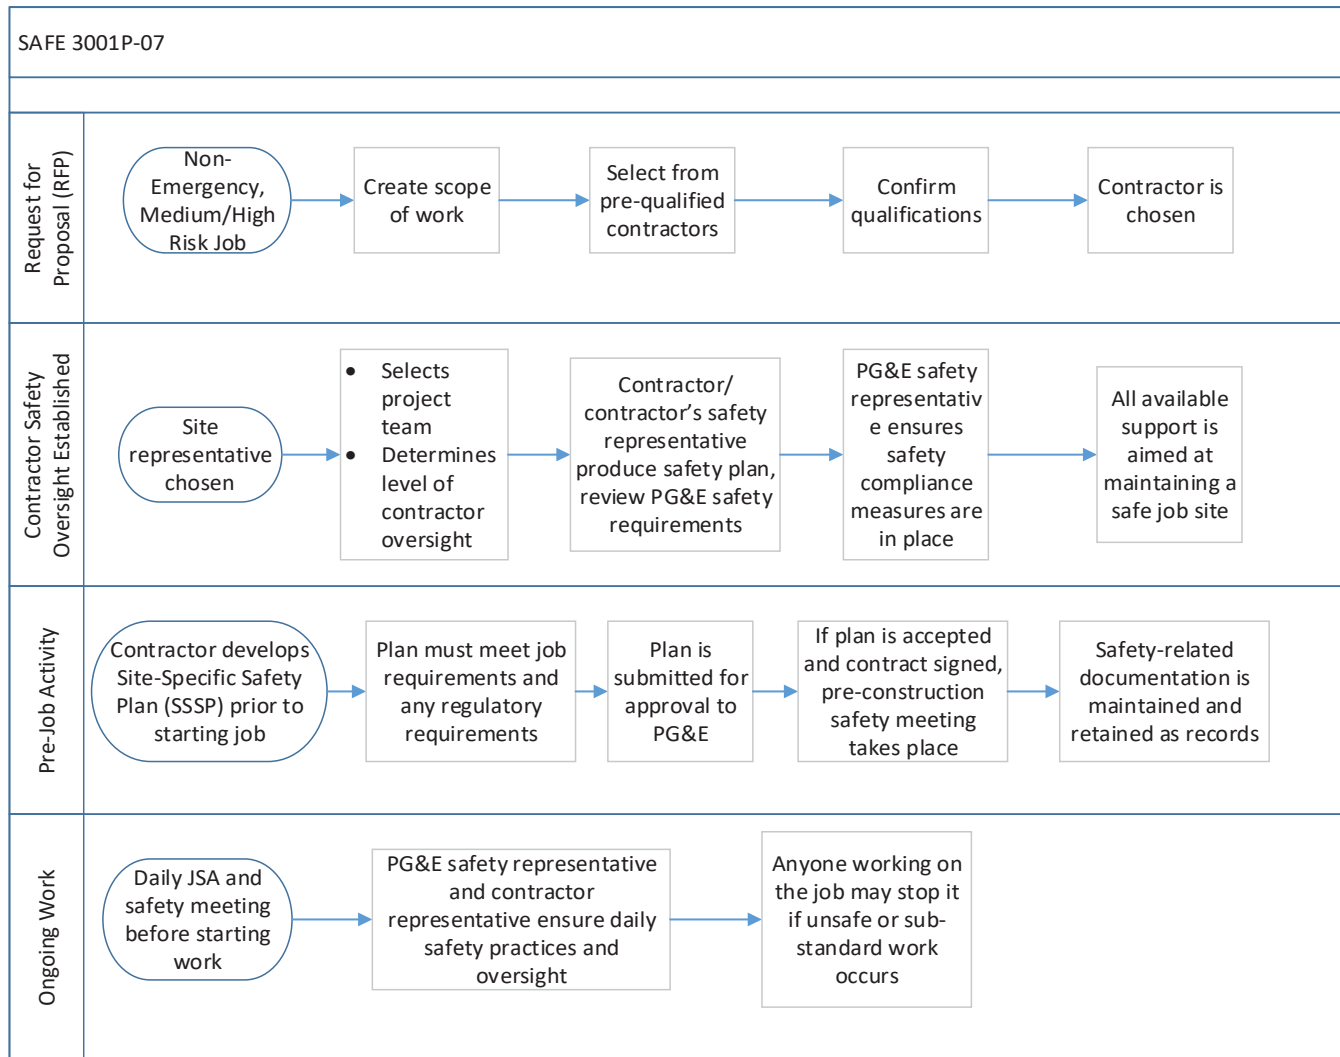 SAFE 3001P-07
Request for
Proposal (RFP)
Non-
Emergency,
Medium/High
Risk Job
Create scope
of work
Select from
pre-qualified
contractors
Confirm
qualifications
Contractor is
chosen
Contractor Safety
Oversight Established
Site
representative
chosen
• Selects
project
team
• Determines
level of
contractor
oversight
Contractor/
contractor’s safety
representative
produce safety plan,
review PG&E safety
requirements
PG&E safety
representativ
e ensures
safety
compliance
measures are
in place
All available
support is
aimed at
maintaining a
safe job site
Pre-Job Activity
Contractor develops
Site-Specific Safety
Plan (SSSP) prior to
starting job
Plan must meet job
requirements and
any regulatory
requirements
Plan is
submitted for
approval to
PG&E
If plan is accepted
and contract signed,
pre-construction
safety meeting
takes place
Safety-related
documentation is
maintained and
retained as records
Ongoing Work
Daily JSA and
safety meeting
before starting
work
PG&E safety representative
and contractor
representative ensure daily
safety practices and
oversight
Anyone working on
the job may stop it
if unsafe or sub-
standard work
occurs